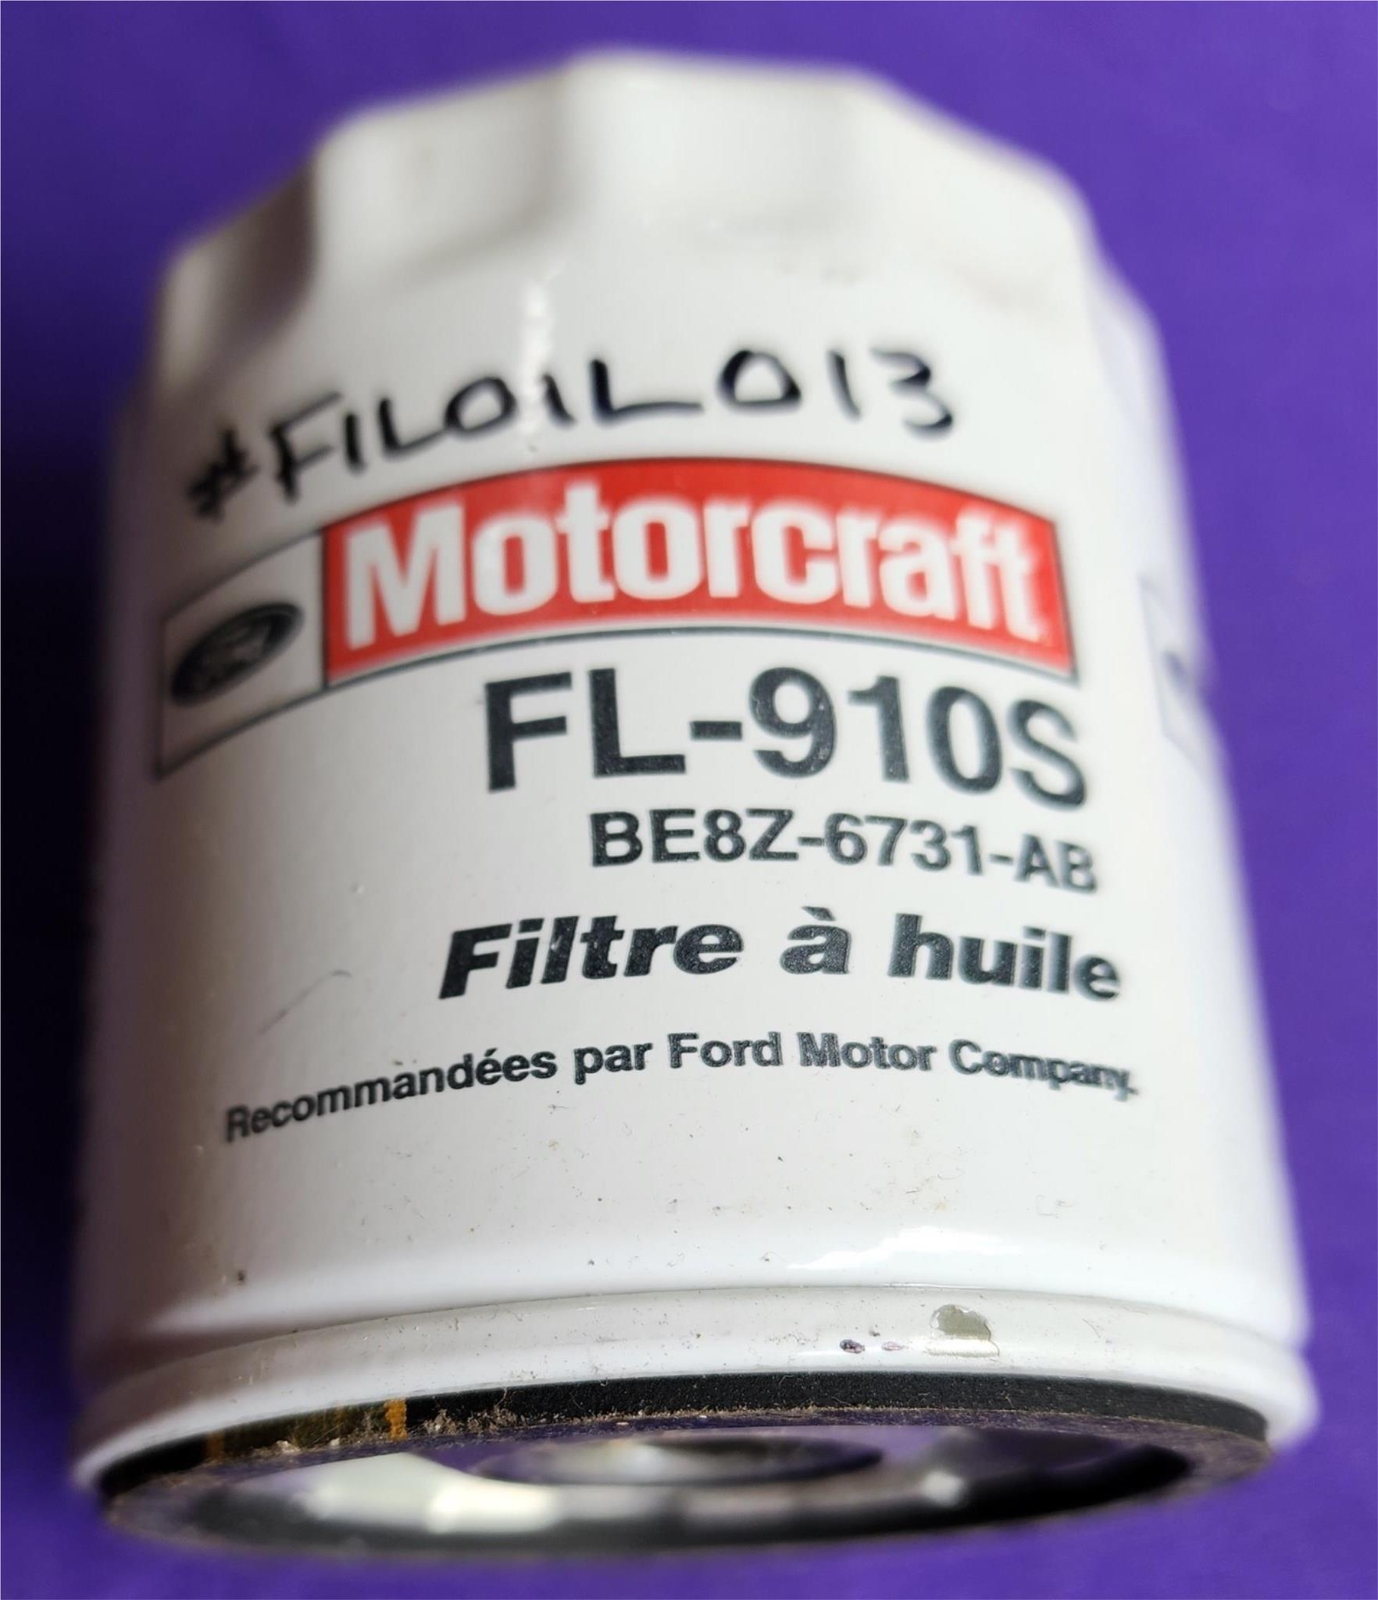 #FILOIL013
Motorcraft
FL-910S
BE8Z-6731-AB
Filtre à huile
Recommandées par Ford Motor Company.